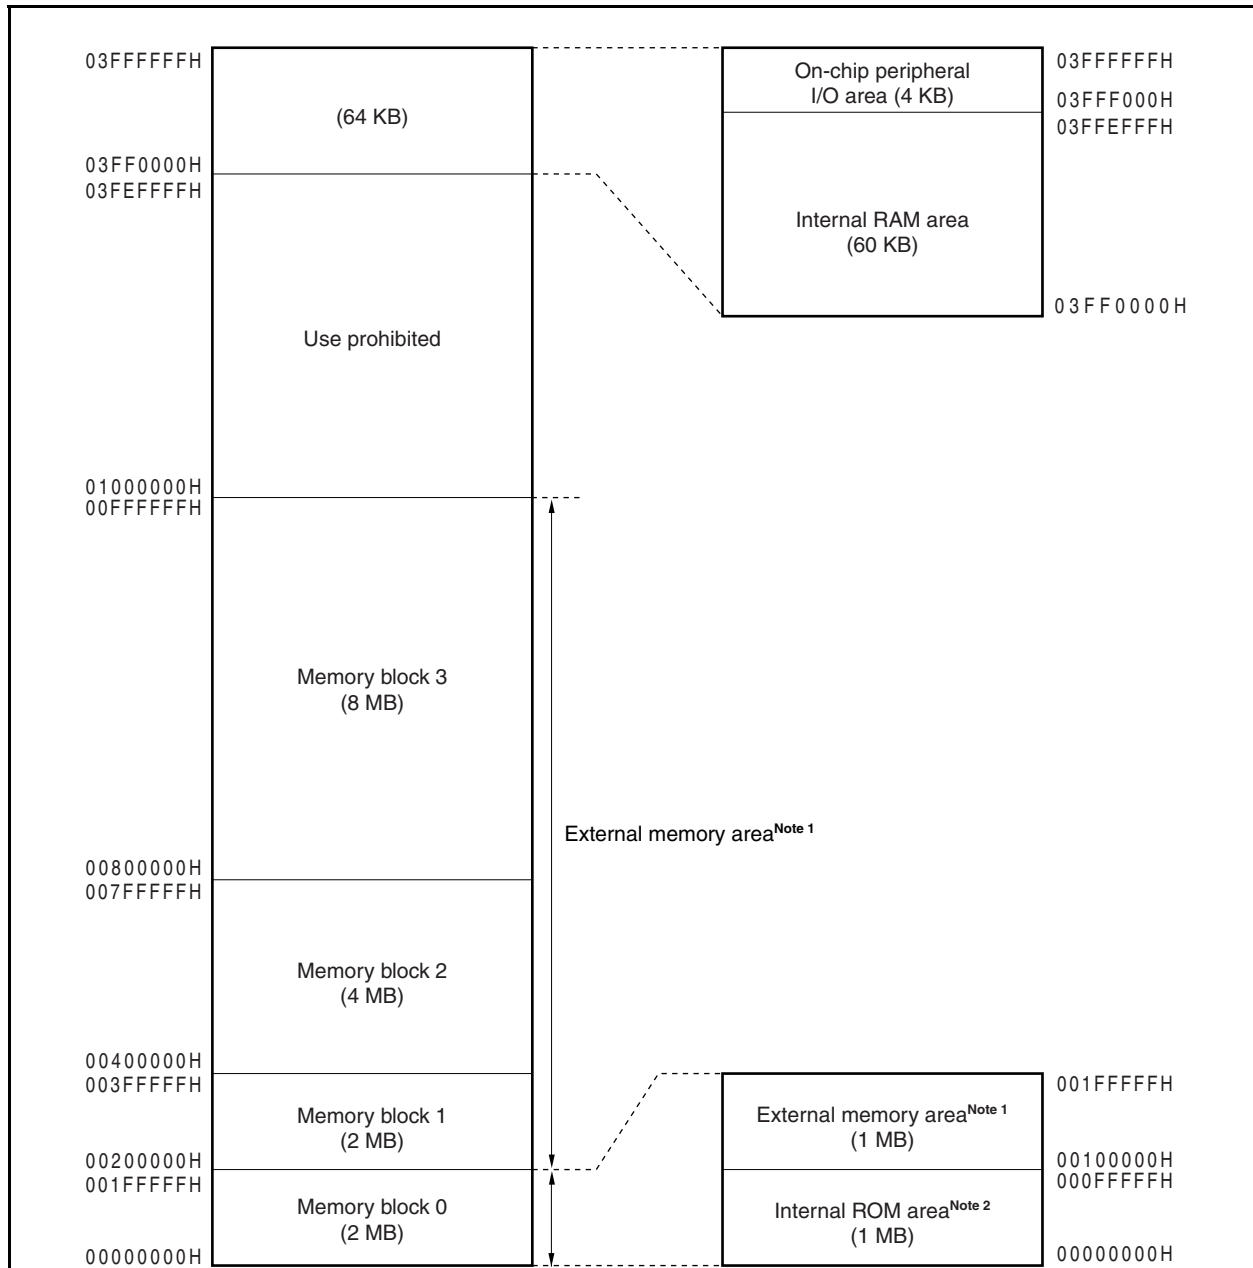 03FFFFFFH
(64 KB)
03FF0000H
03FEFFFFH
Use prohibited
01000000H
00FFFFFFH
Memory block 3
(8 MB)
00800000H
007FFFFFH
Memory block 2
(4 MB)
00400000H
003FFFFFH
Memory block 1
(2 MB)
00200000H
001FFFFFH
Memory block 0
(2 MB)
00000000H
External memory areaNote 1
On-chip peripheral
I/O area (4 KB)
03FFFFFFH
03FFF000H
03FFEFFFH
Internal RAM area
(60 KB)
03FF0000H
001FFFFFH
External memory areaNote 1
(1 MB)
00100000H
000FFFFFH
Internal ROM areaNote 2
(1 MB)
00000000H